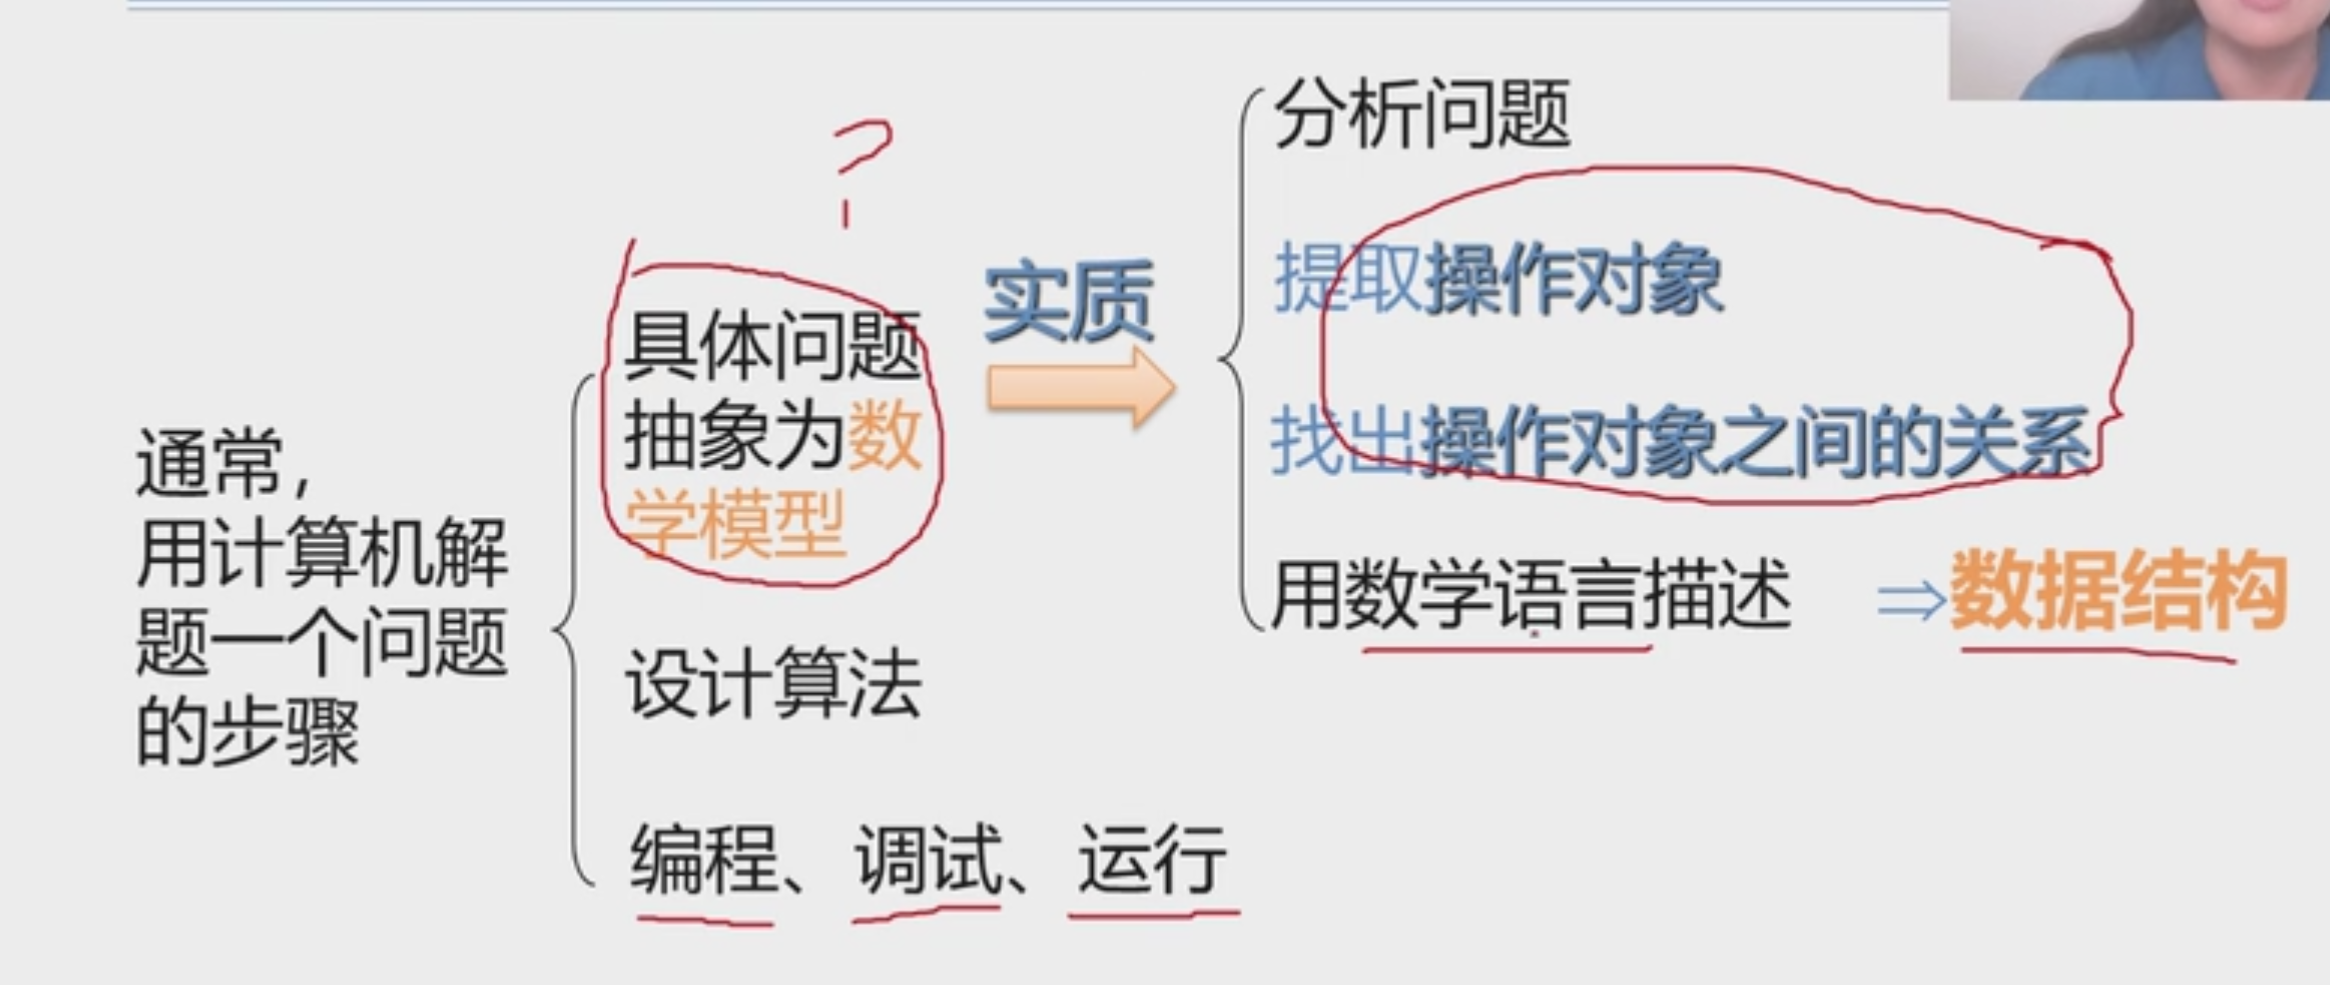 通常，
用计算机解
题一个问题
的步骤
具体问题
抽象为数
学模型
设计算法
编程、调试、运行
?
实质
分析问题
提取操作对象
找出操作对象之间的关系
用数学语言描述 ⇒数据结构